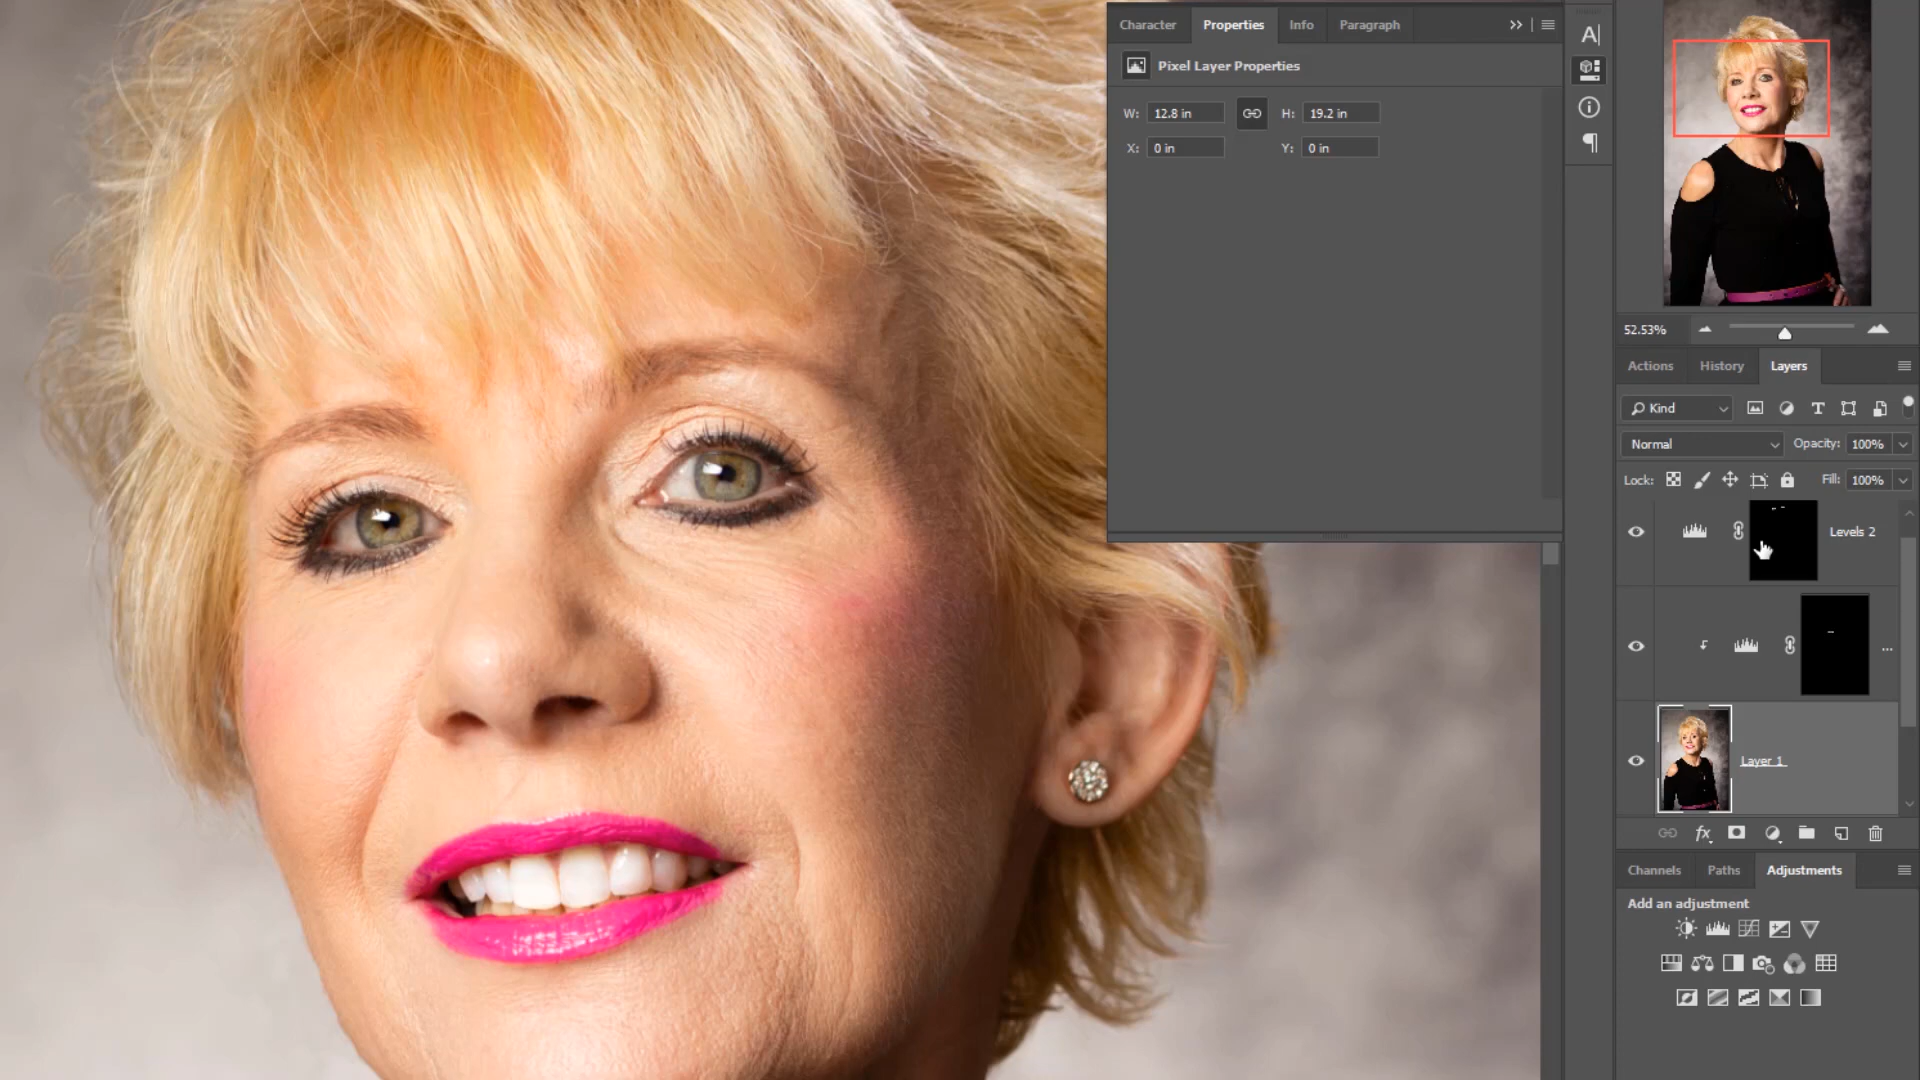 Character Properties Info Paragraph
Pixel Layer Properties
W: 12.8 in H: 19.2 in
X: 0 in Y: 0 in
52.53%
Actions History Layers
Kind
Normal Opacity: 100%
Lock: Fill: 100%
Levels 2
...
Layer 1
fx
Channels Paths Adjustments
Add an adjustment